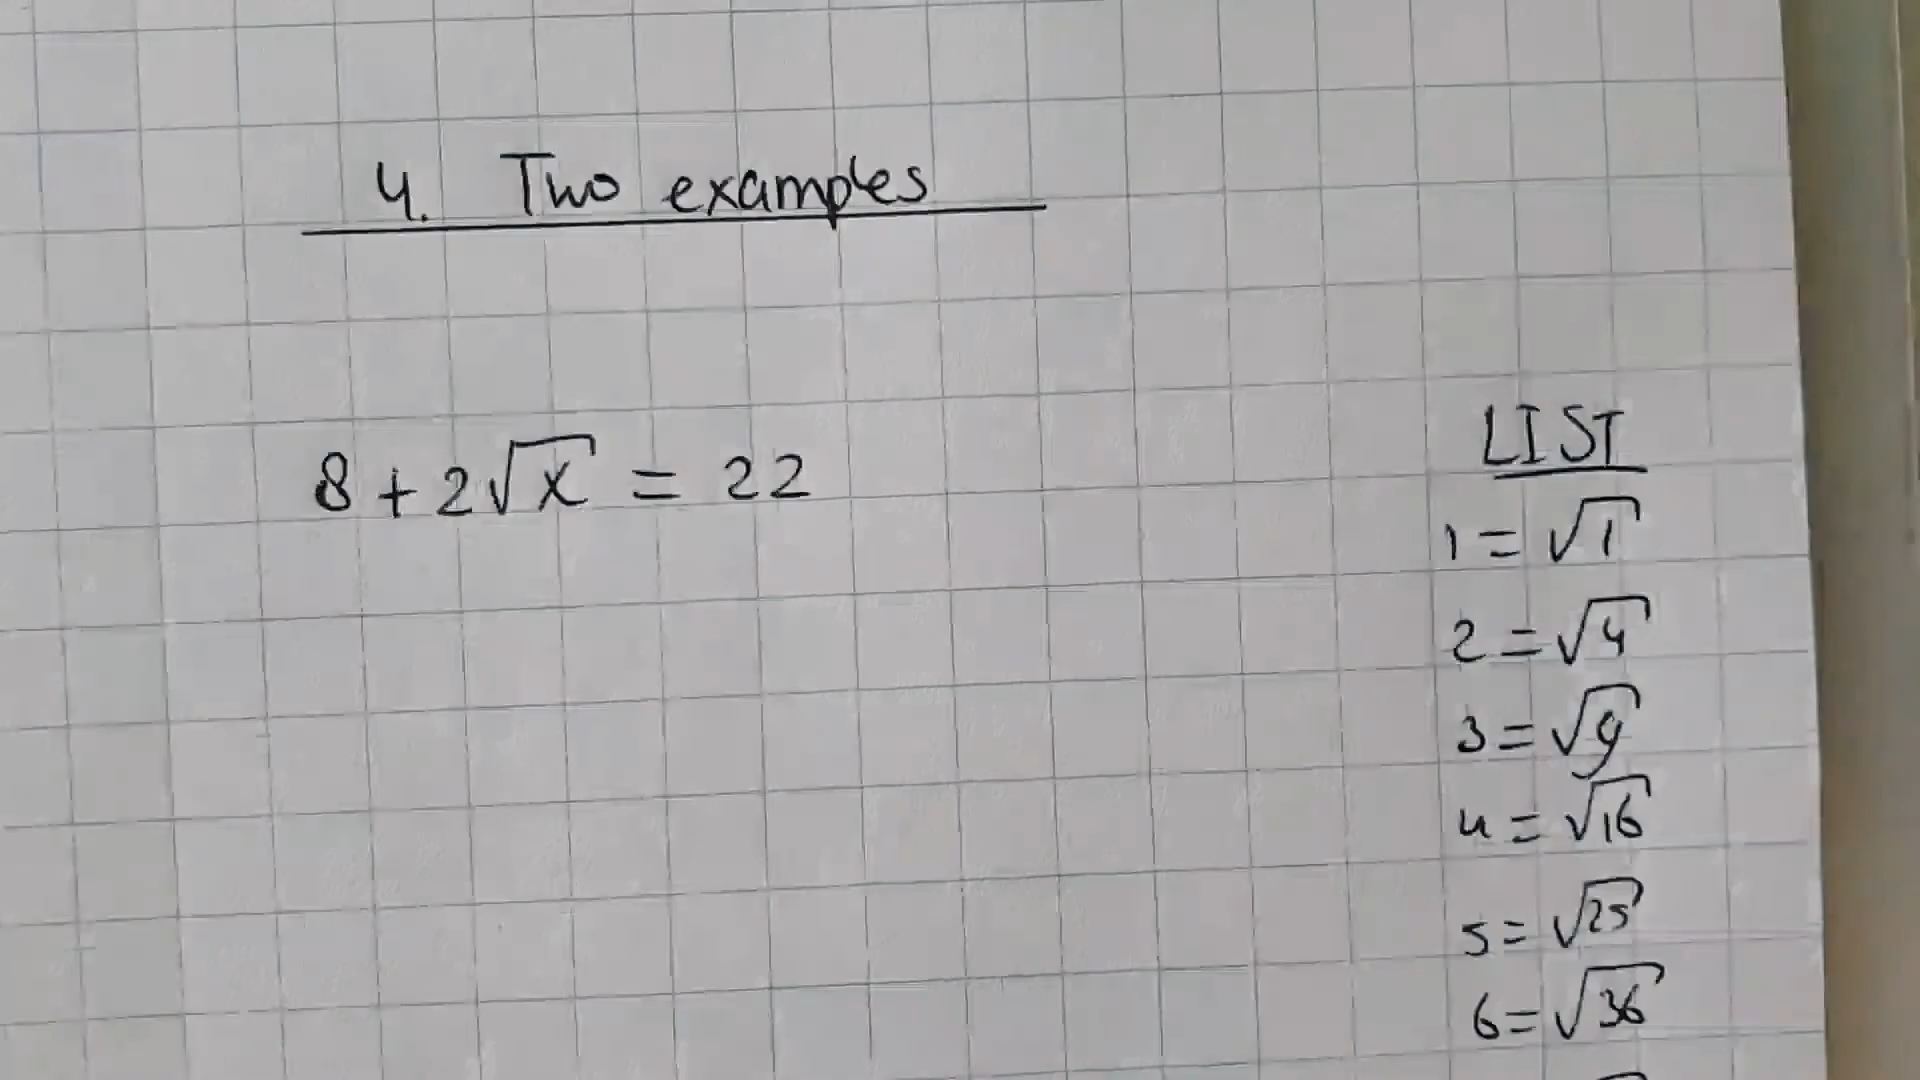 4. Two examples
8 + 2√x = 22
LIST
1 = √1
2 = √4
3 = √9
4 = √16
5 = √25
6 = √36